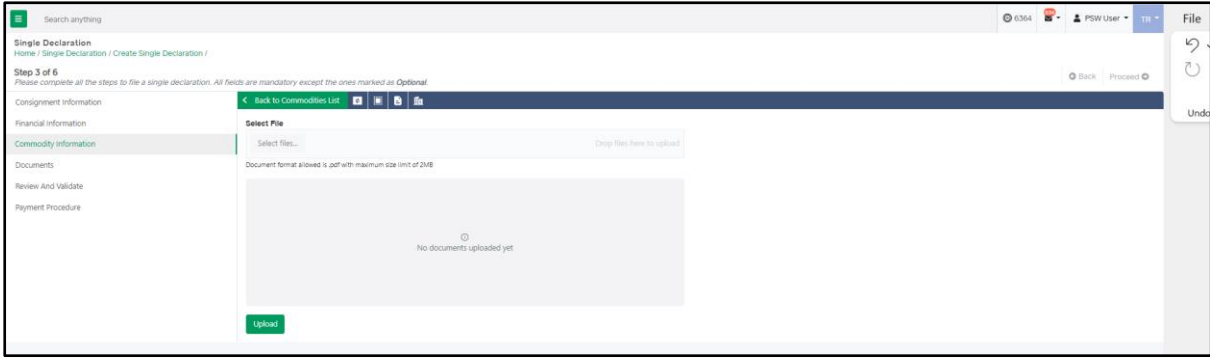 Search anything
6364
PSW User
TR
File
Single Declaration
Home / Single Declaration / Create Single Declaration /
Step 3 of 6
Please complete all the steps to file a single declaration. All fields are mandatory except the ones marked as Optional.
Back
Proceed
Undo
Consignment Information
Financial Information
Commodity Information
Documents
Review And Validate
Payment Procedure
Back to Commodities List
Select File
Select files...
Drop files here to upload
Document format allowed is .pdf with maximum size limit of 2MB
No documents uploaded yet
Upload